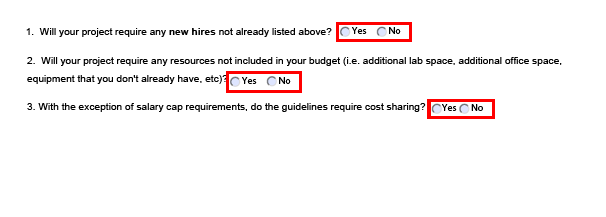 1. Will your project require any new hires not already listed above? Yes No
2. Will your project require any resources not included in your budget (i.e. additional lab space, additional office space,
equipment that you don't already have, etc)? Yes No
3. With the exception of salary cap requirements, do the guidelines require cost sharing? Yes No